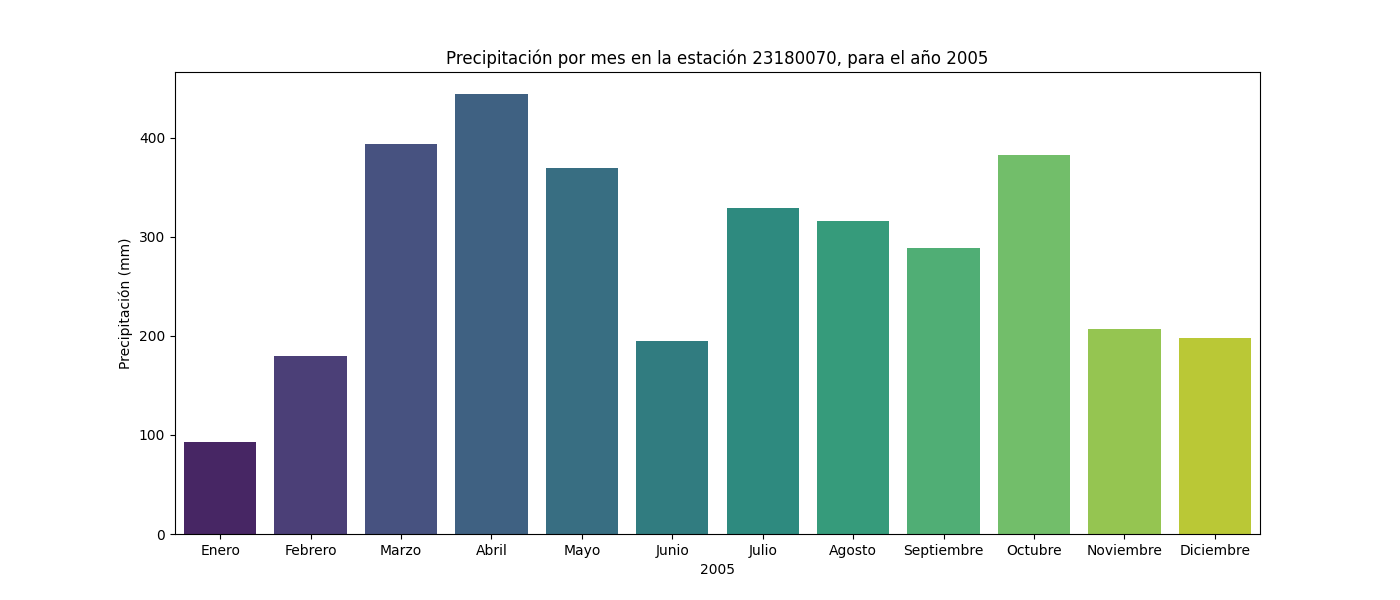 Precipitación por mes en la estación 23180070, para el año 2005
Precipitación (mm)
400
300
200
100
0
Enero Febrero Marzo Abril Mayo Junio Julio Agosto Septiembre Octubre Noviembre Diciembre
2005